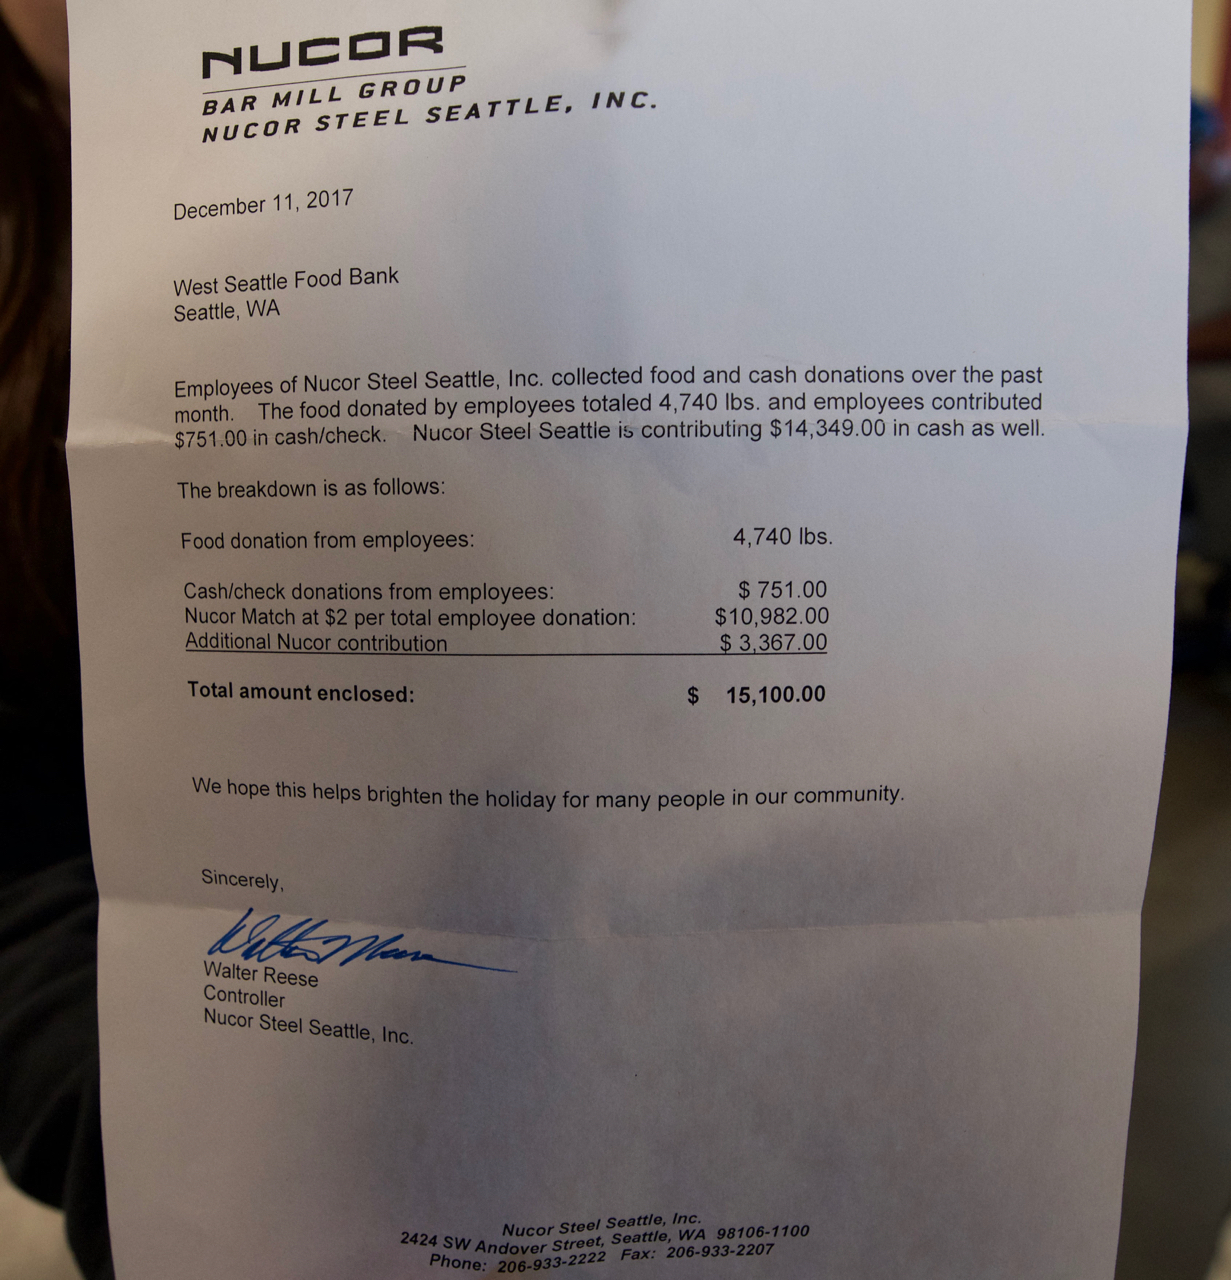 NUCOR
BAR MILL GROUP
NUCOR STEEL SEATTLE, INC.
December 11, 2017
West Seattle Food Bank
Seattle, WA
Employees of Nucor Steel Seattle, Inc. collected food and cash donations over the past
month. The food donated by employees totaled 4,740 lbs. and employees contributed
$751.00 in cash/check. Nucor Steel Seattle is contributing $14,349.00 in cash as well.
The breakdown is as follows:
Food donation from employees: 4,740 lbs.
Cash/check donations from employees: $ 751.00
Nucor Match at $2 per total employee donation: $10,982.00
Additional Nucor contribution $ 3,367.00
Total amount enclosed: $ 15,100.00
We hope this helps brighten the holiday for many people in our community.
Sincerely,
Walter Reese
Controller
Nucor Steel Seattle, Inc.
Nucor Steel Seattle, Inc.
2424 SW Andover Street, Seattle, WA 98106-1100
Phone: 206-933-2222 Fax: 206-933-2207